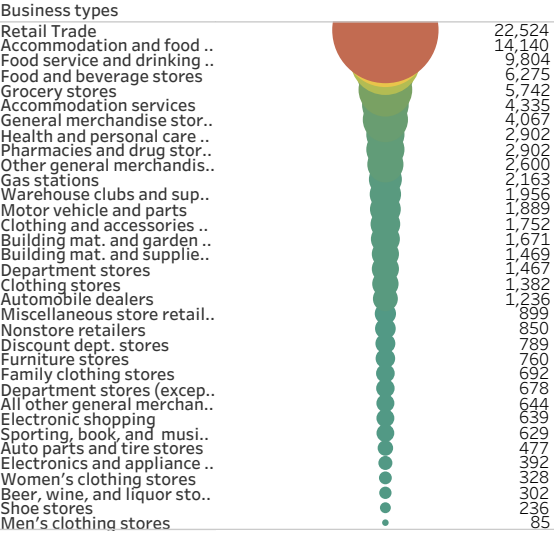 Business types
Retail Trade 22,524
Accommodation and food .. 14,140
Food service and drinking .. 9,804
Food and beverage stores 6,275
Grocery stores 5,742
Accommodation services 4,335
General merchandise stor.. 4,067
Health and personal care .. 2,902
Pharmacies and drug stor.. 2,902
Other general merchandis.. 2,600
Gas stations 2,163
Warehouse clubs and sup.. 1,956
Motor vehicle and parts 1,889
Clothing and accessories .. 1,752
Building mat. and garden .. 1,671
Building mat. and supplie.. 1,469
Department stores 1,467
Clothing stores 1,382
Automobile dealers 1,236
Miscellaneous store retail.. 899
Nonstore retailers 850
Discount dept. stores 789
Furniture stores 760
Family clothing stores 692
Department stores (excep.. 678
All other general merchan.. 644
Electronic shopping 639
Sporting, book, and musi.. 629
Auto parts and tire stores 477
Electronics and appliance .. 392
Women's clothing stores 328
Beer, wine, and liquor sto.. 302
Shoe stores 236
Men's clothing stores 85